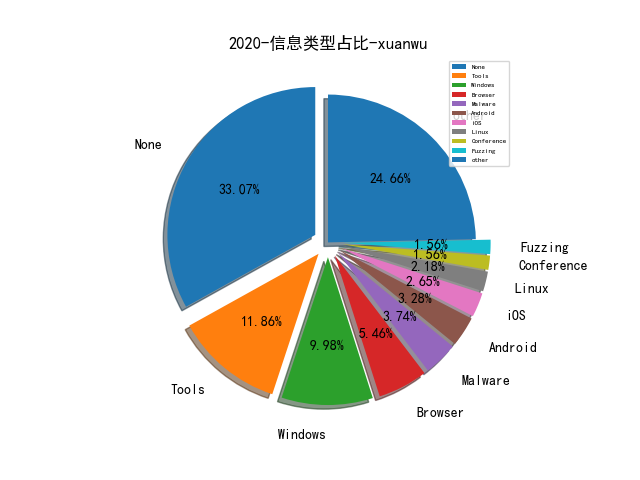 2020-信息类型占比-xuanwu
None
Tools
Windows
Browser
Malware
Android
iOS
Linux
Conference
Fuzzing
other
None
33.07%
24.66%
11.86%
Tools
9.98%
Windows
5.46%
Browser
3.74%
Malware
3.28%
Android
2.65%
iOS
2.18%
Linux
1.56%
Conference
1.56%
Fuzzing
other